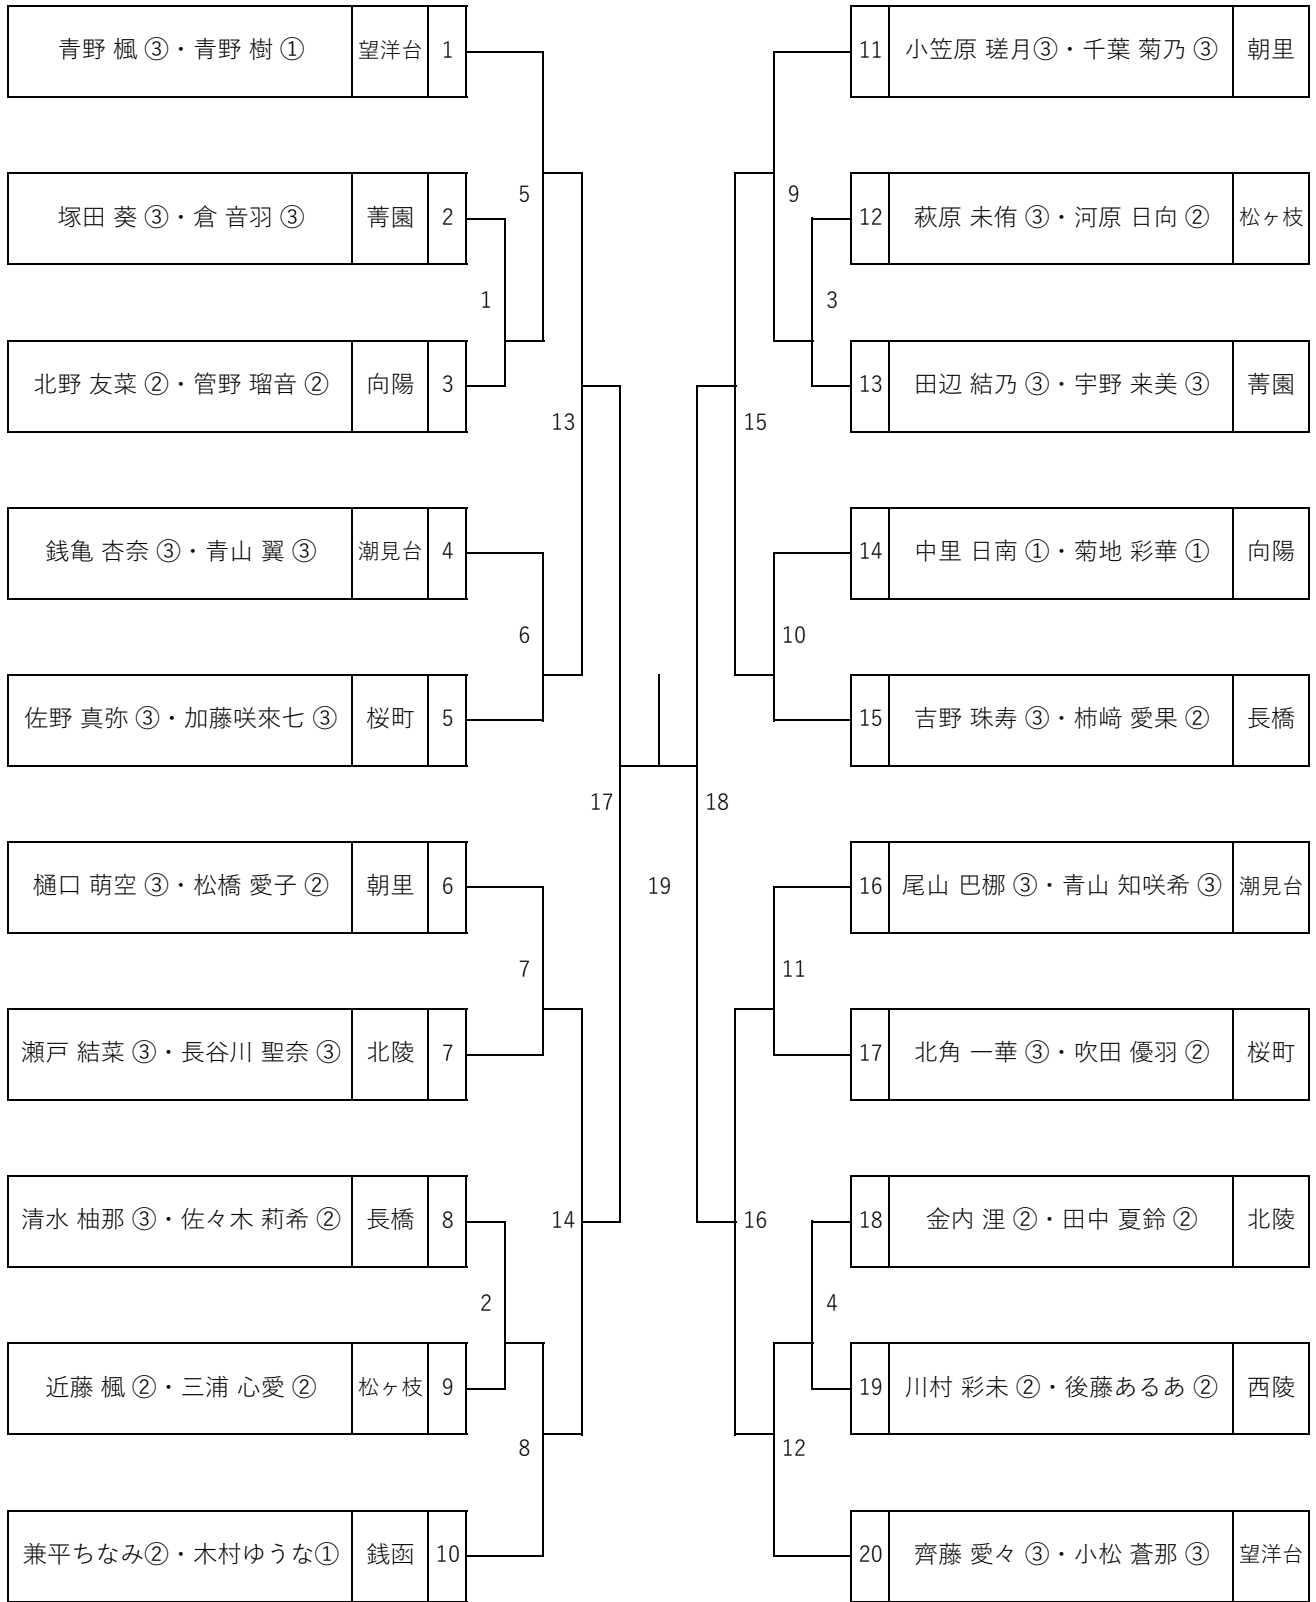 青野 楓 ③・青野 樹 ① 望洋台 1
塚田 葵 ③・倉 音羽 ③ 菁園 2
北野 友菜 ②・管野 瑠音 ② 向陽 3
銭亀 杏奈 ③・青山 翼 ③ 潮見台 4
佐野 真弥 ③・加藤咲來七 ③ 桜町 5
樋口 萌空 ③・松橋 愛子 ② 朝里 6
瀬戸 結菜 ③・長谷川 聖奈 ③ 北陵 7
清水 柚那 ③・佐々木 莉希 ② 長橋 8
近藤 楓 ②・三浦 心愛 ② 松ヶ枝 9
兼平ちなみ②・木村ゆうな① 銭函 10
5
1
13
6
17
7
14
2
8
19
9
3
15
10
18
11
16
4
12
11 小笠原 瑳月③・千葉 菊乃 ③ 朝里
12 萩原 未侑 ③・河原 日向 ② 松ヶ枝
13 田辺 結乃 ③・宇野 来美 ③ 菁園
14 中里 日南 ①・菊地 彩華 ① 向陽
15 吉野 珠寿 ③・柿﨑 愛果 ② 長橋
16 尾山 巴梛 ③・青山 知咲希 ③ 潮見台
17 北角 一華 ③・吹田 優羽 ② 桜町
18 金内 浬 ②・田中 夏鈴 ② 北陵
19 川村 彩未 ②・後藤あるあ ② 西陵
20 齊藤 愛々 ③・小松 蒼那 ③ 望洋台